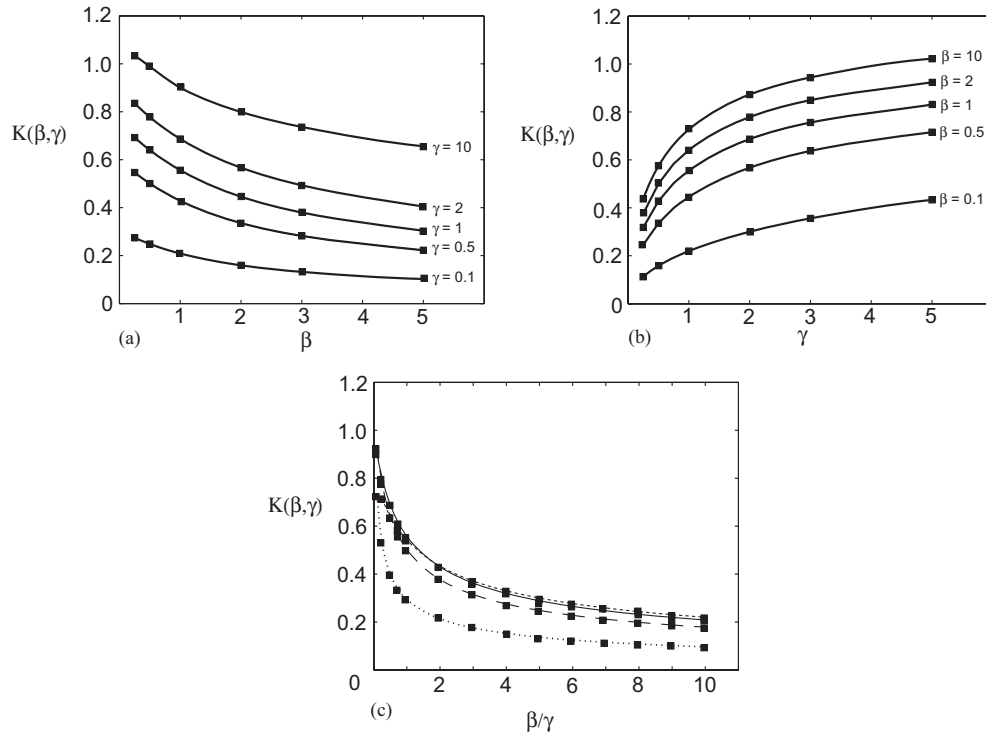 1.2
1.0
0.8
K(β,γ)
0.6
0.4
0.2
0
γ = 10
γ = 2
γ = 1
γ = 0.5
γ = 0.1
1 2 3 4 5
(a)
β
1.2
1.0
0.8
K(β,γ)
0.6
0.4
0.2
0
β = 10
β = 2
β = 1
β = 0.5
β = 0.1
1 2 3 4 5
(b)
γ
1.2
1.0
0.8
K(β,γ)
0.6
0.4
0.2
0
2 4 6 8 10
(c)
β/γ